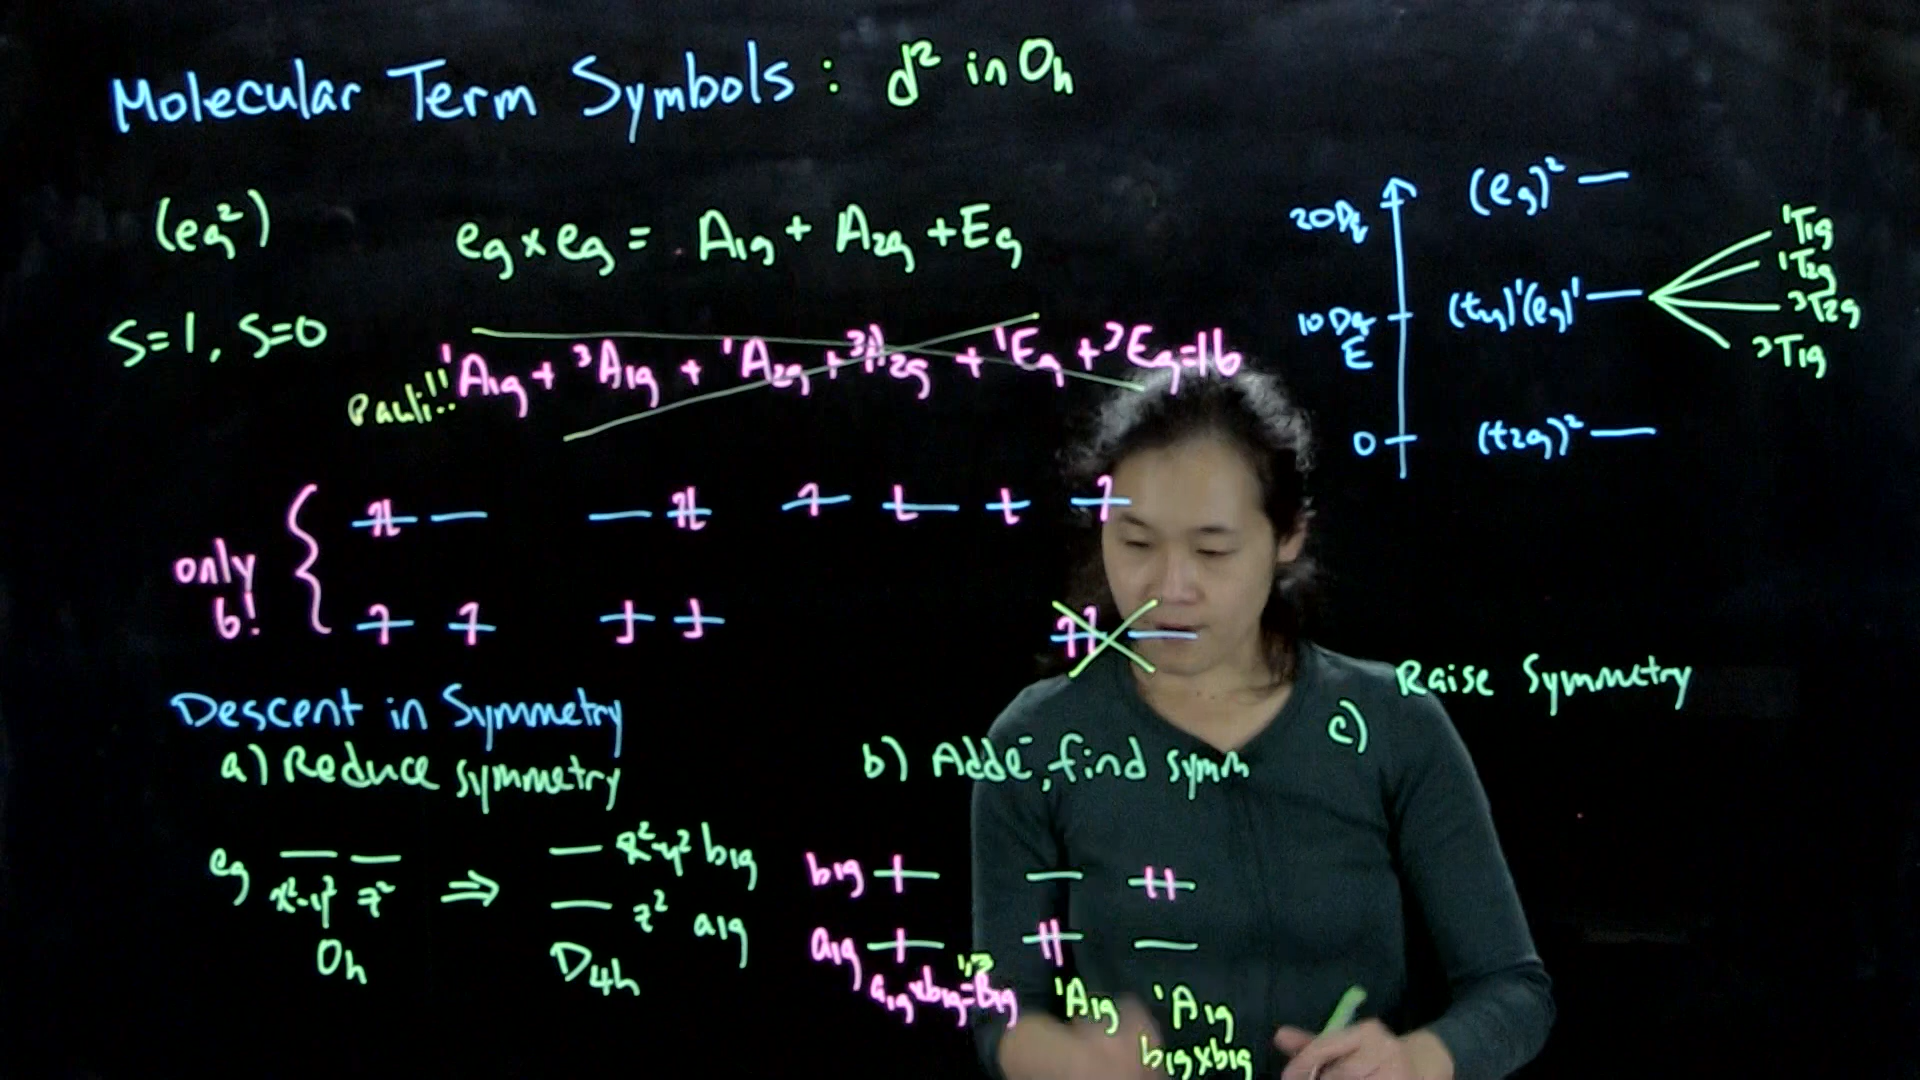 Molecular Term Symbols: d² in Oh
(eg²)
eg x eg = A1g + A2g + Eg
S=1, S=0
Pauli!!
¹A1g + ³A1g + ¹A2g + ³A2g + ¹Eg + ³Eg = 16
20Dq
(eg)²
10Dq
E
(t2g)¹(eg)¹
0
(t2g)²
¹T1g
¹T2g
³T2g
³T1g
only
6!
Descent in Symmetry
a) Reduce symmetry
eg
x²-y² z²
Oh
⇒
x²-y² b1g
z² a1g
D4h
b) Add e⁻, find symm
b1g
a1g
a1g x b1g = ¹,³B1g
¹A1g
¹A1g
b1g x b1g
c) Raise Symmetry